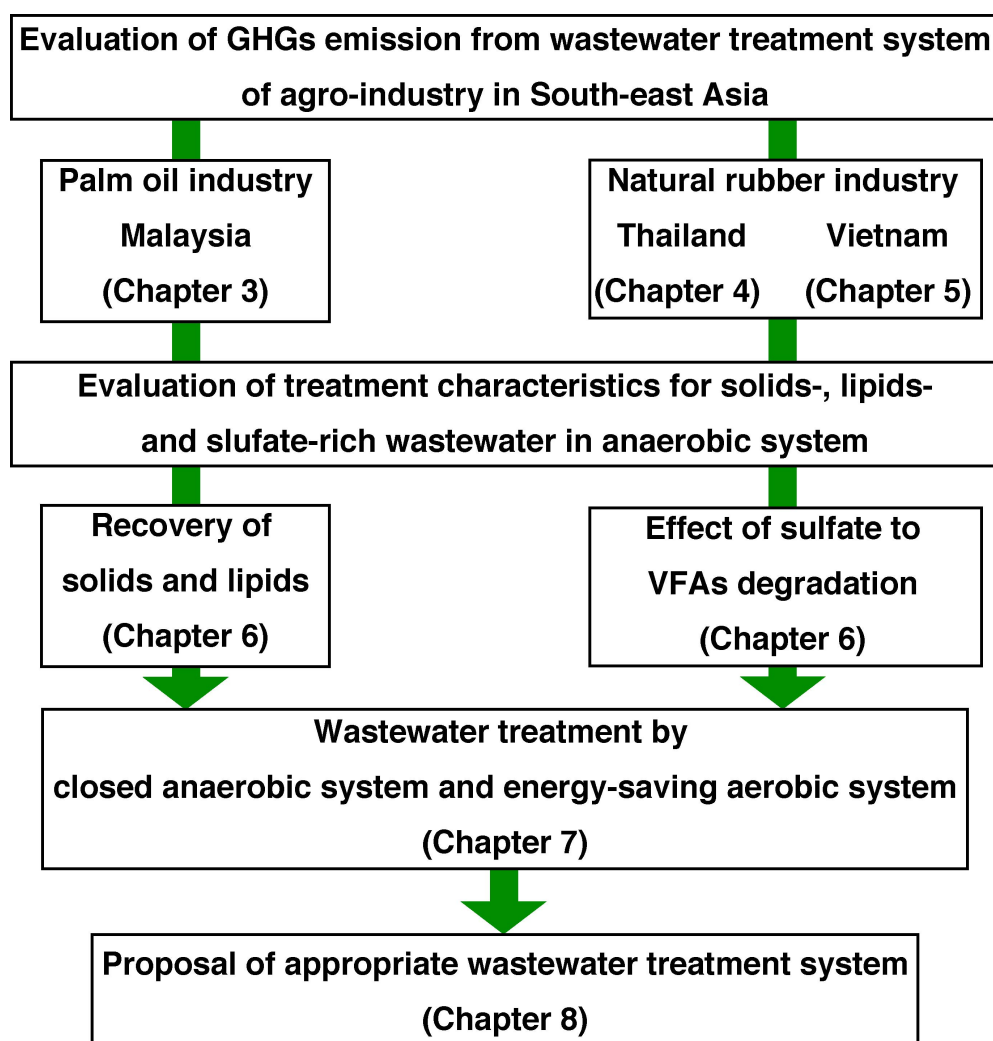 Evaluation of GHGs emission from wastewater treatment system
of agro-industry in South-east Asia
Palm oil industry
Malaysia
(Chapter 3)
Natural rubber industry
Thailand Vietnam
(Chapter 4) (Chapter 5)
Evaluation of treatment characteristics for solids-, lipids-
and slufate-rich wastewater in anaerobic system
Recovery of
solids and lipids
(Chapter 6)
Effect of sulfate to
VFAs degradation
(Chapter 6)
Wastewater treatment by
closed anaerobic system and energy-saving aerobic system
(Chapter 7)
Proposal of appropriate wastewater treatment system
(Chapter 8)